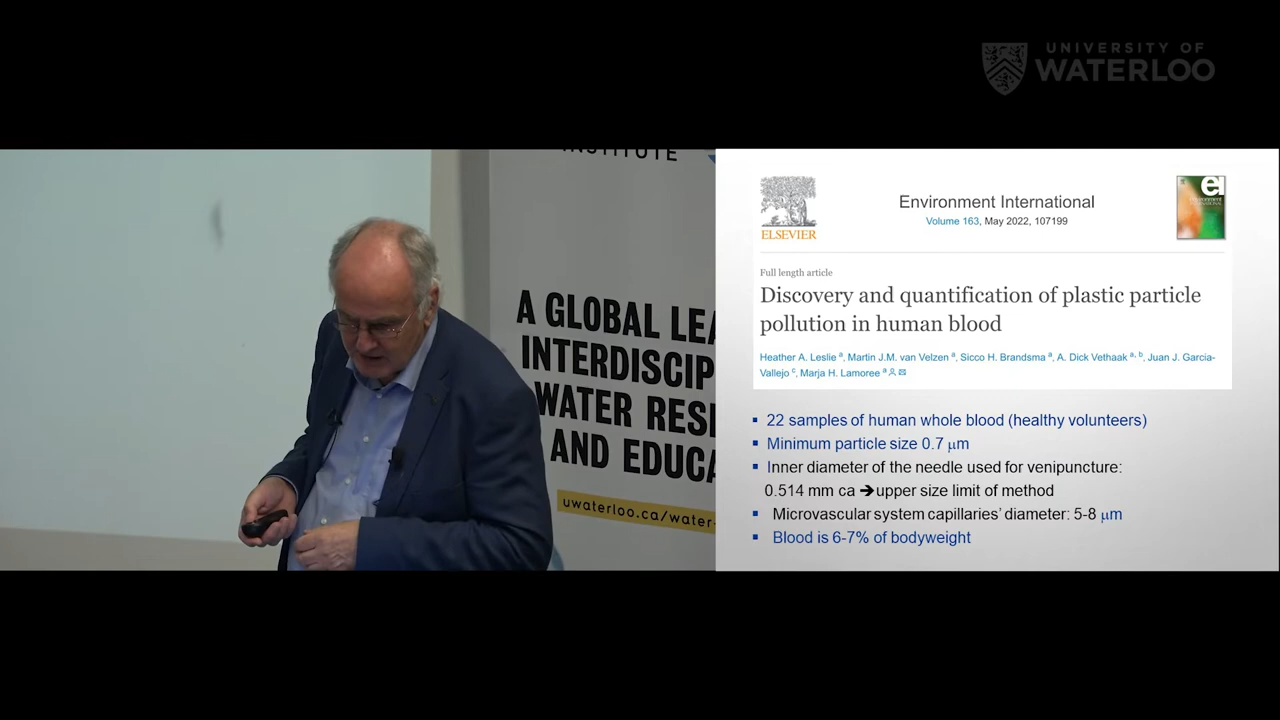 UNIVERSITY OF
WATERLOO
INSTITUTE
A GLOBAL LEA
INTERDISCIP
WATER RESE
AND EDUCA
uwaterloo.ca/water-
ELSEVIER
Environment International
Volume 163, May 2022, 107199
Full length article
Discovery and quantification of plastic particle
pollution in human blood
Heather A. Leslie a, Martin J.M. van Velzen a, Sicco H. Brandsma a, A. Dick Vethaak a, b, Juan J. Garcia-
Vallejo c, Marja H. Lamoree a
▪ 22 samples of human whole blood (healthy volunteers)
▪ Minimum particle size 0.7 μm
▪ Inner diameter of the needle used for venipuncture:
0.514 mm ca ➔upper size limit of method
▪ Microvascular system capillaries’ diameter: 5-8 μm
▪ Blood is 6-7% of bodyweight